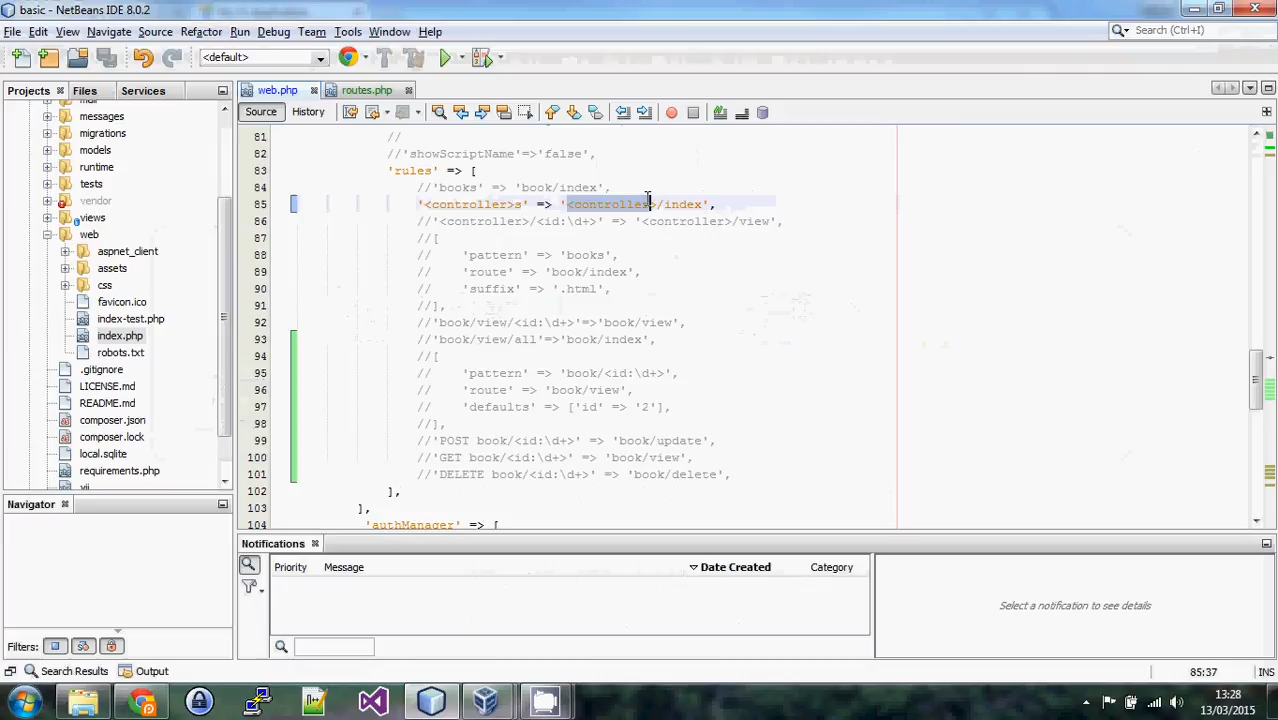 basic - NetBeans IDE 8.0.2
File Edit View Navigate Source Refactor Run Debug Team Tools Window Help
Search (Ctrl+I)
<default>
Projects Files Services
web.php routes.php
Source History
mail
messages
migrations
models
runtime
tests
vendor
views
web
aspnet_client
assets
css
favicon.ico
index-test.php
index.php
robots.txt
.gitignore
LICENSE.md
README.md
composer.json
composer.lock
local.sqlite
requirements.php
yii
81 //
82 //'showScriptName'=>'false',
83 'rules' => [
84 //'books' => 'book/index',
85 '<controller>s' => '<controller>/index',
86 //'<controller>/<id:\d+>' => '<controller>/view',
87 //[
88 // 'pattern' => 'books',
89 // 'route' => 'book/index',
90 // 'suffix' => '.html',
91 //],
92 //'book/view/<id:\d+>'=>'book/view',
93 //'book/view/all'=>'book/index',
94 //[
95 // 'pattern' => 'book/<id:\d+>',
96 // 'route' => 'book/view',
97 // 'defaults' => ['id' => '2'],
98 //],
99 //'POST book/<id:\d+>' => 'book/update',
100 //'GET book/<id:\d+>' => 'book/view',
101 //'DELETE book/<id:\d+>' => 'book/delete',
102 ],
103 ],
104 'authManager' => [
Navigator
Notifications
Priority Message Date Created Category
Select a notification to see details
Filters:
Search Results Output
85:37 INS
13:28
13/03/2015